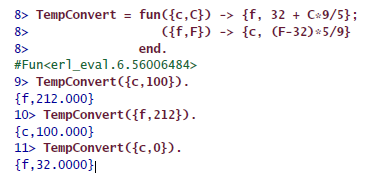 8> TempConvert = fun({c,C}) -> {f, 32 + C*9/5};
8> ({f,F}) -> {c, (F-32)*5/9}
8> end.
#Fun<erl_eval.6.56006484>
9> TempConvert({c,100}).
{f,212.000}
10> TempConvert({f,212}).
{c,100.000}
11> TempConvert({c,0}).
{f,32.0000}